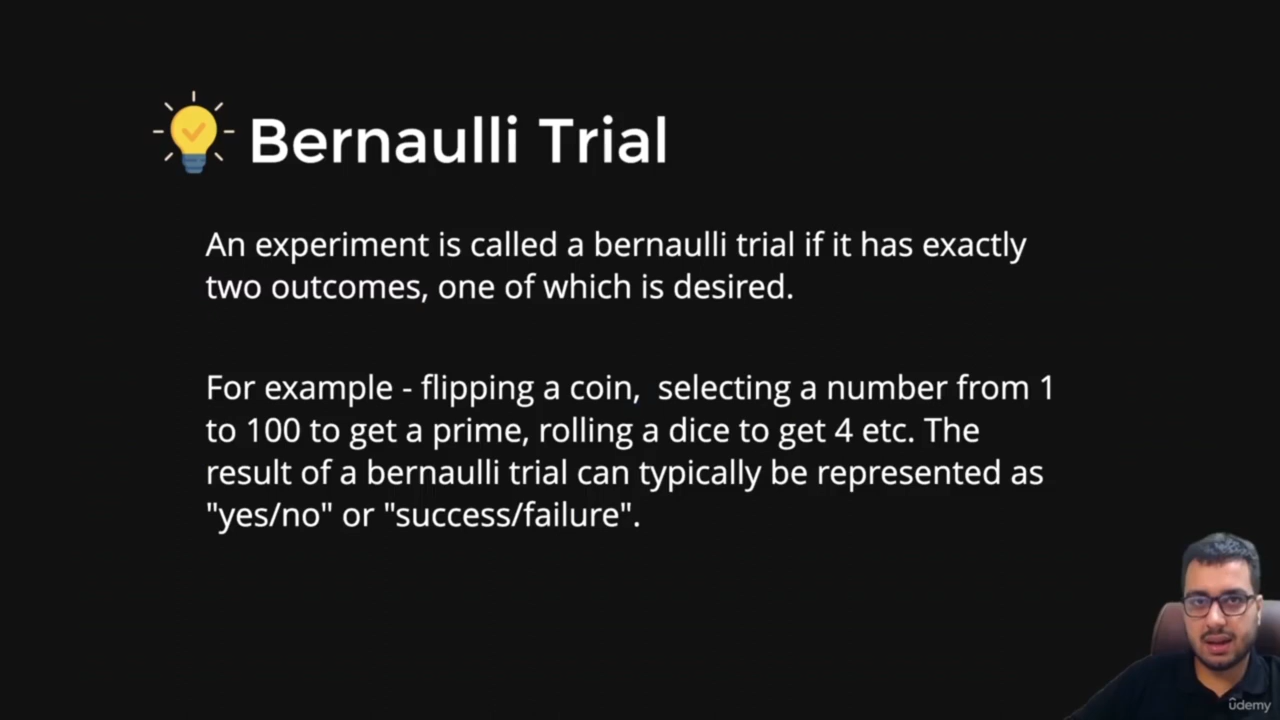 Bernaulli Trial
An experiment is called a bernaulli trial if it has exactly
two outcomes, one of which is desired.
For example - flipping a coin,  selecting a number from 1
to 100 to get a prime, rolling a dice to get 4 etc. The
result of a bernaulli trial can typically be represented as
"yes/no" or "success/failure".
ûdemy